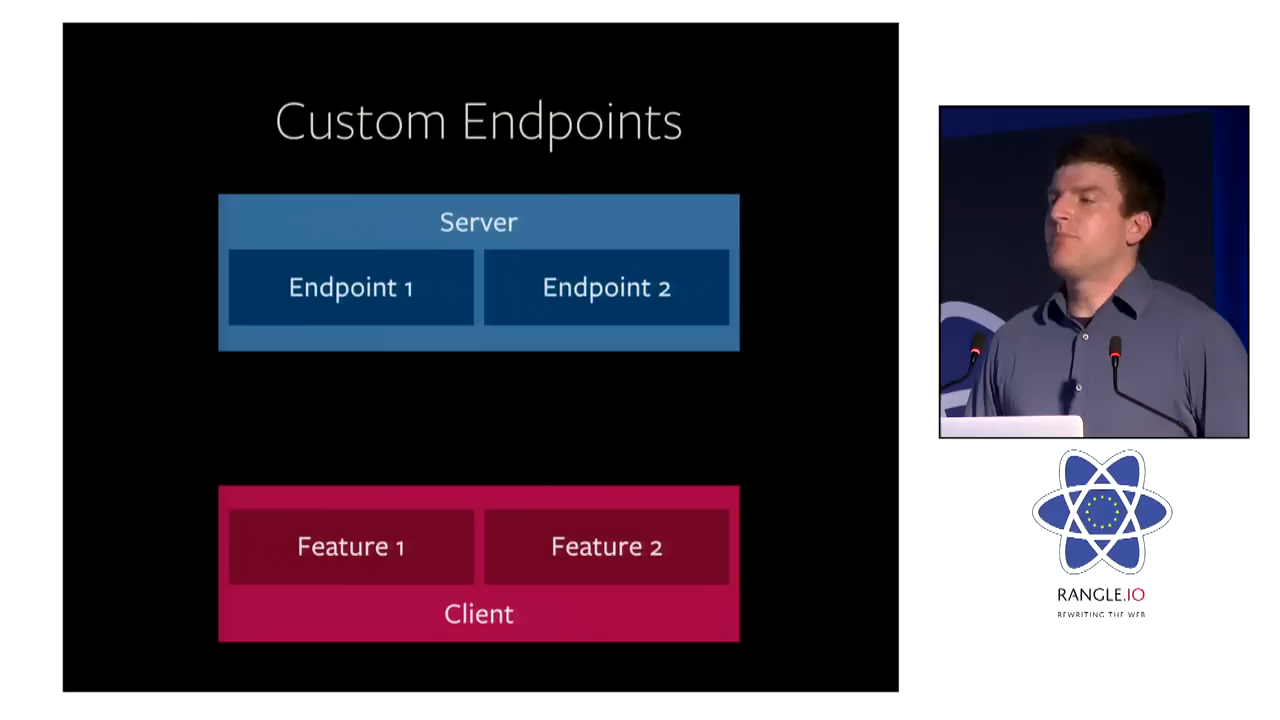 Custom Endpoints
Server
Endpoint 1
Endpoint 2
Feature 1
Feature 2
Client
RANGLE.IO
REWRITING THE WEB